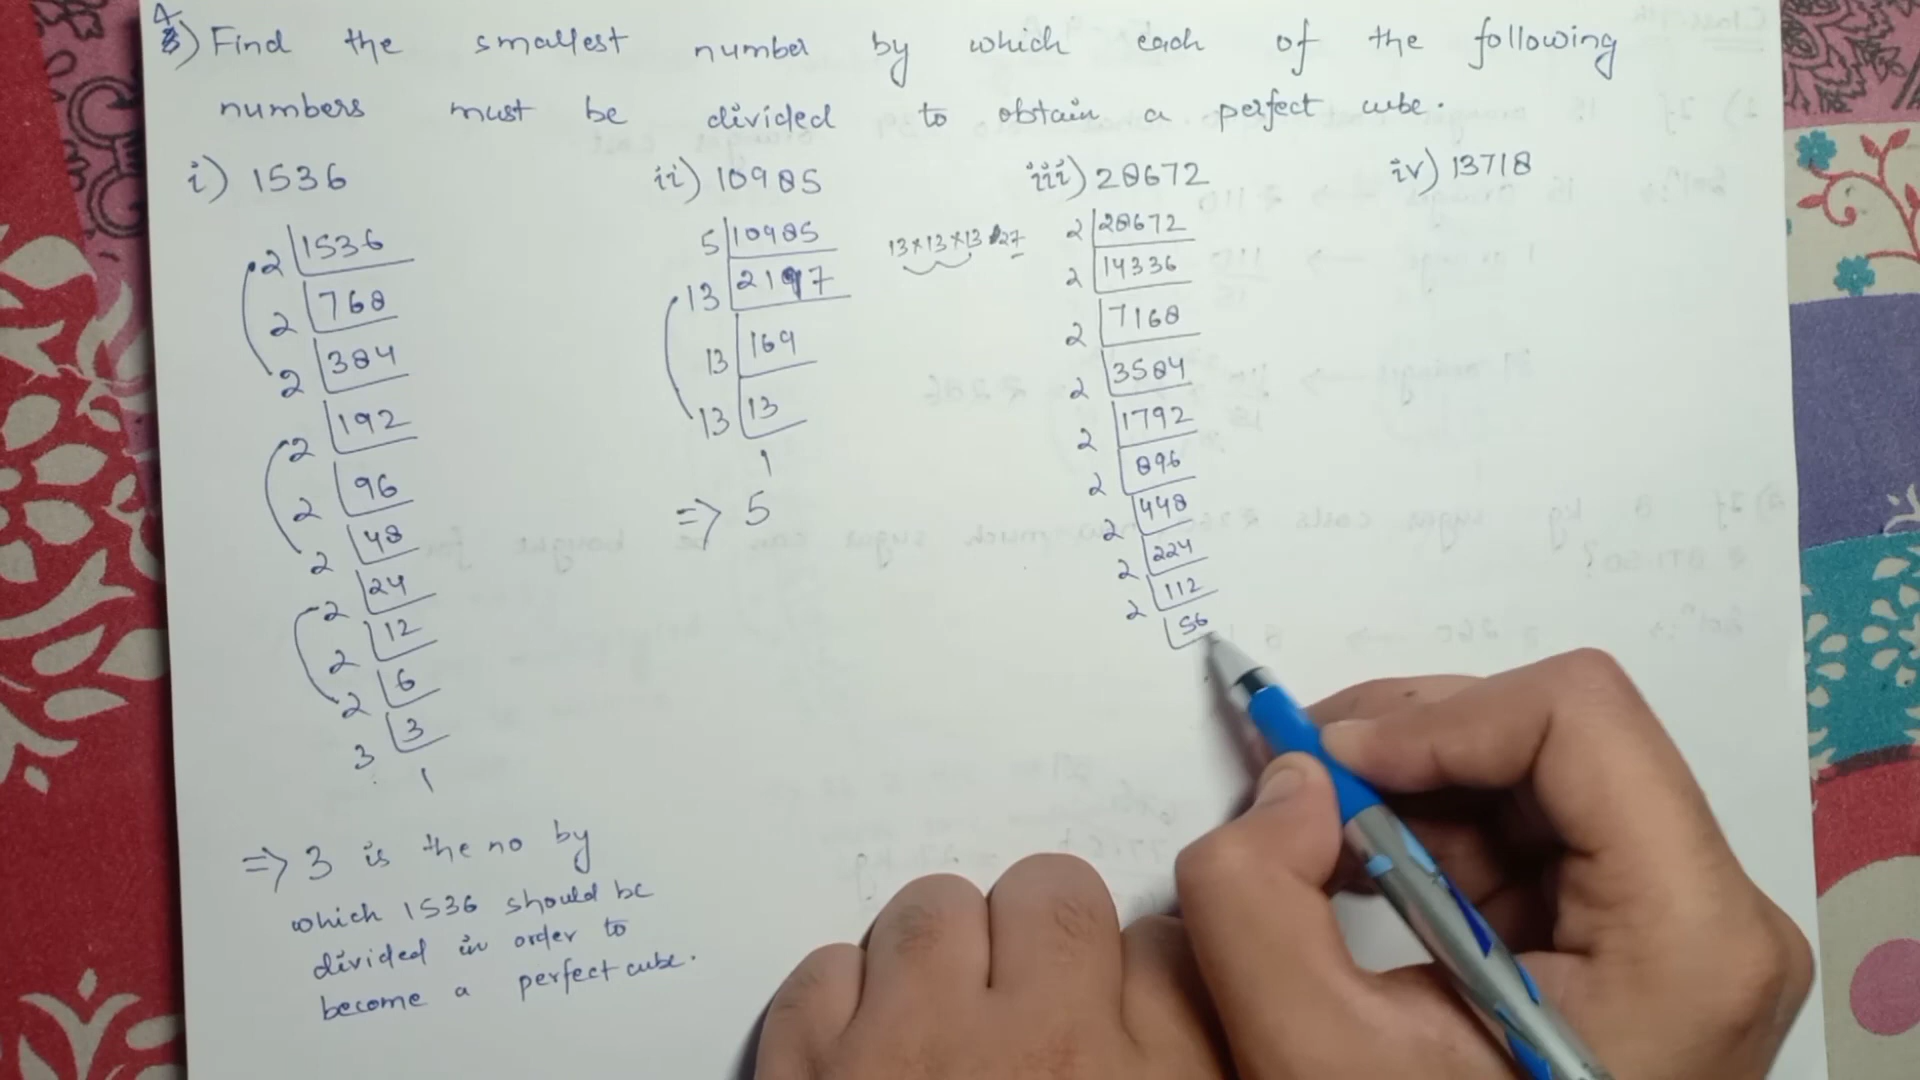 4) Find the smallest number by which each of the following
numbers must be divided to obtain a perfect cube.
i) 1536
2 1536
2 768
2 384
2 192
2 96
2 48
2 24
2 12
2 6
3 3
1
=> 3 is the no by
which 1536 should be
divided in order to
become a perfect cube.
ii) 10985
5 10985
13 2197
13 169
13 13
1
=> 5
13×13×13 27
iii) 28672
2 28672
2 14336
2 7168
2 3584
2 1792
2 896
2 448
2 224
2 112
56
iv) 13718